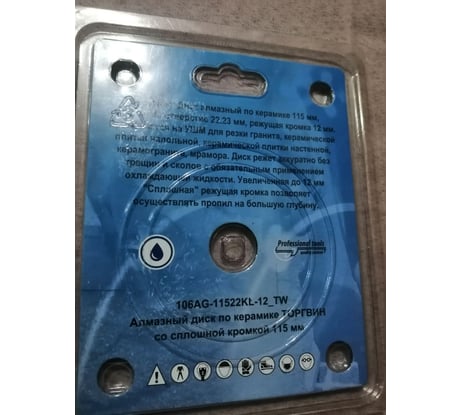 алмазный по керамике 115 мм,
22.23 мм, режущая кромка 12 мм.
на УШМ для резки гранита, керамической
плитки напольной, керамической плитки настенной,
керамогранита, мрамора. Диск режет аккуратно без
трещин и сколов с обязательным применением
охлаждающей жидкости. Увеличенная до 12 мм
"Сплошная" режущая кромка позволяет
осуществлять пропил на большую глубину.
Professional tools
106AG-11522KL-12_TW
Алмазный диск по керамике ТОРГВИН
со сплошной кромкой 115 мм